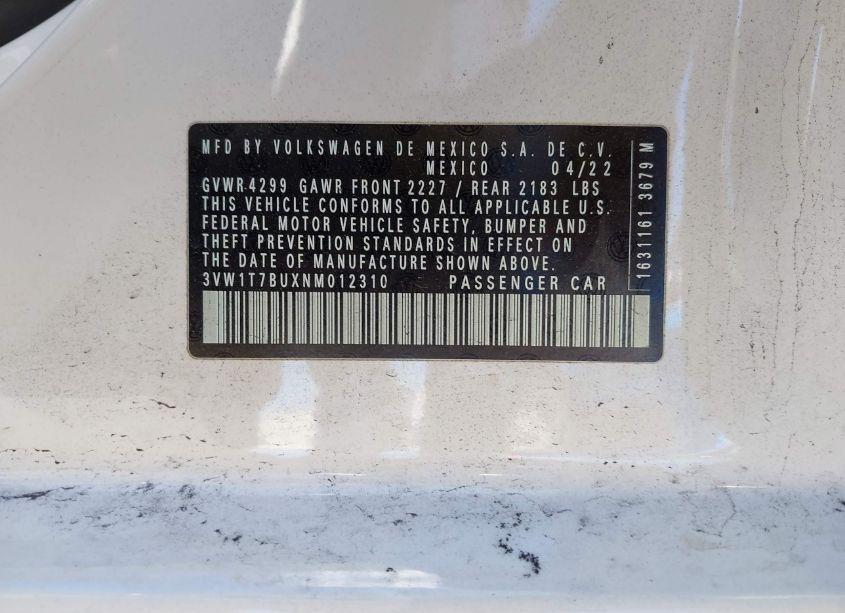 MFD BY VOLKSWAGEN DE MEXICO S.A. DE C.V.
MEXICO 04/22
GVWR 4299 GAWR FRONT 2227 / REAR 2183 LBS
THIS VEHICLE CONFORMS TO ALL APPLICABLE U.S.
FEDERAL MOTOR VEHICLE SAFETY, BUMPER AND
THEFT PREVENTION STANDARDS IN EFFECT ON
THE DATE OF MANUFACTURE SHOWN ABOVE.
3VW1T7BUXNM012310 PASSENGER CAR
1631161 3679 M